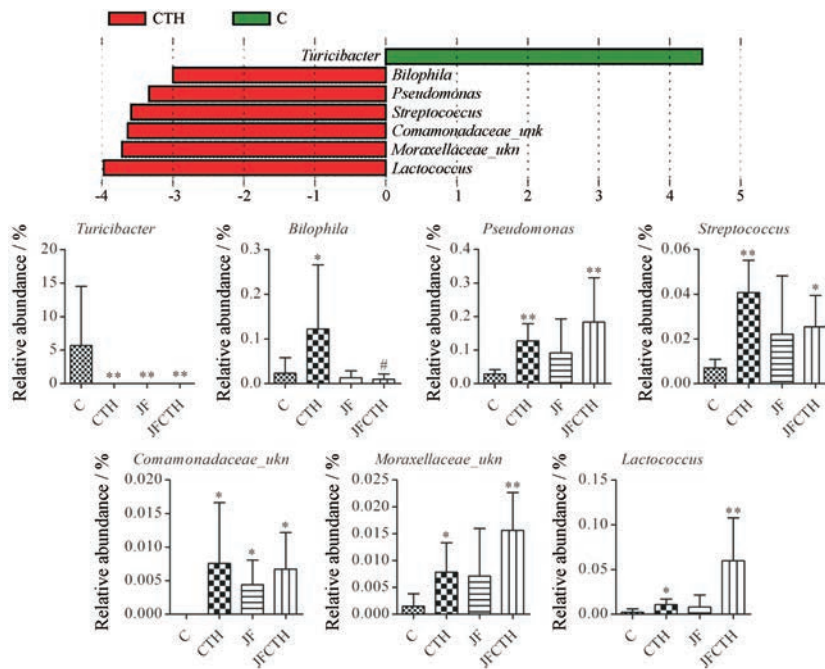 CTH C
Turicibacter
Bilophila
Pseudomonas
Streptococcus
Comamonadaceae_unk
Moraxellaceae_ukn
Lactococcus
-4 -3 -2 -1 0 1 2 3 4 5
Turicibacter
Relative abundance / %
20
15
10
5
0
** ** **
C CTH JF JFCTH
Bilophila
Relative abundance / %
0.3
0.2
0.1
0.0
* #
C CTH JF JFCTH
Pseudomonas
Relative abundance / %
0.4
0.3
0.2
0.1
0.0
** **
C CTH JF JFCTH
Streptococcus
Relative abundance / %
0.06
0.04
0.02
0.00
** *
C CTH JF JFCTH
Comamonadaceae_ukn
Relative abundance / %
0.020
0.015
0.010
0.005
0.000
* * *
C CTH JF JFCTH
Moraxellaceae_ukn
Relative abundance / %
0.025
0.020
0.015
0.010
0.005
0.000
* **
C CTH JF JFCTH
Lactococcus
Relative abundance / %
0.15
0.10
0.05
0.00
* **
C CTH JF JFCTH